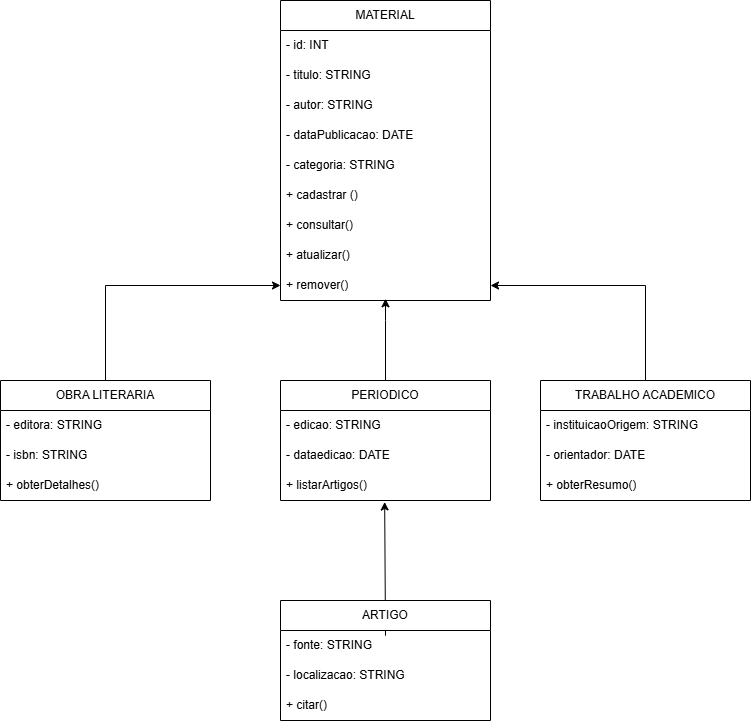 MATERIAL
- id: INT
- titulo: STRING
- autor: STRING
- dataPublicacao: DATE
- categoria: STRING
+ cadastrar ()
+ consultar()
+ atualizar()
+ remover()
OBRA LITERARIA
- editora: STRING
- isbn: STRING
+ obterDetalhes()
PERIODICO
- edicao: STRING
- dataedicao: DATE
+ listarArtigos()
TRABALHO ACADEMICO
- instituicaoOrigem: STRING
- orientador: DATE
+ obterResumo()
ARTIGO
- fonte: STRING
- localizacao: STRING
+ citar()